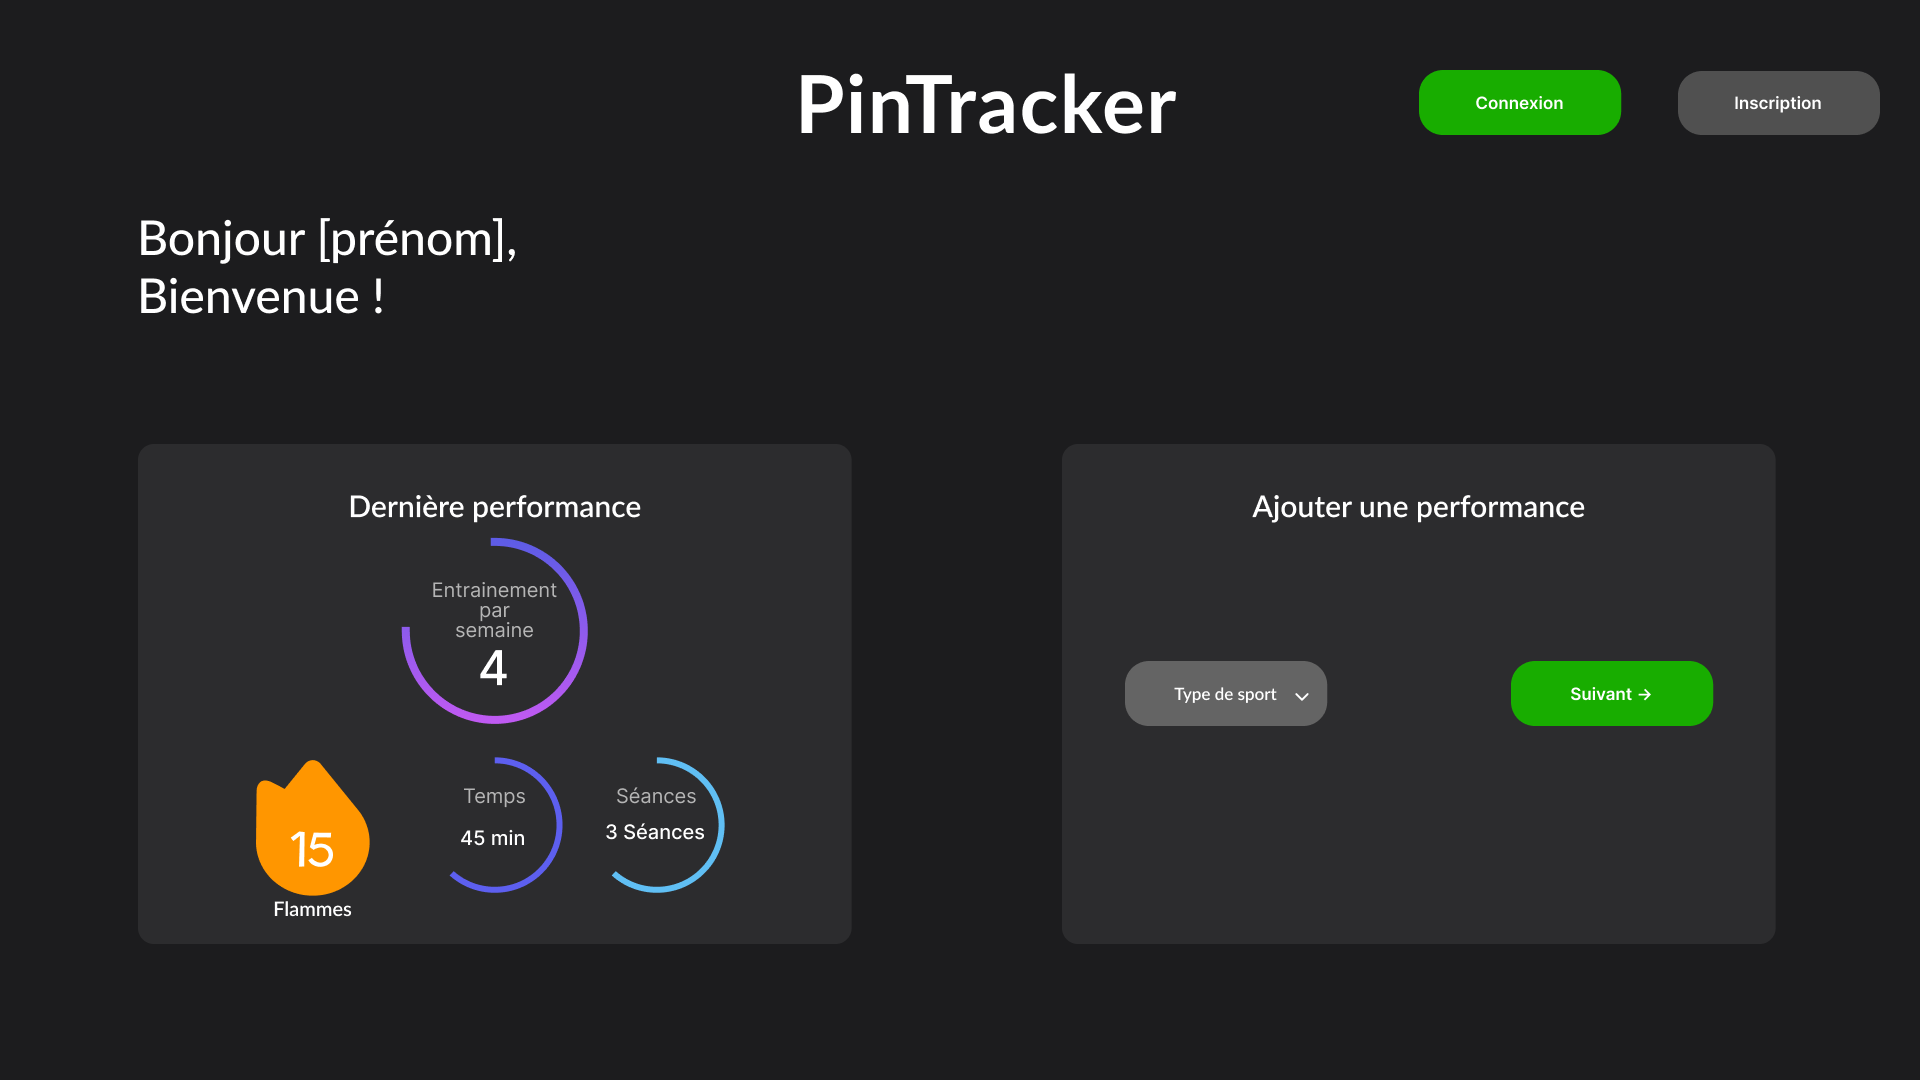 PinTracker
Connexion
Inscription
Bonjour [prénom],
Bienvenue !
Dernière performance
Entrainement
par
semaine
4
15
Flammes
Temps
45 min
Séances
3 Séances
Ajouter une performance
Type de sport
Suivant →